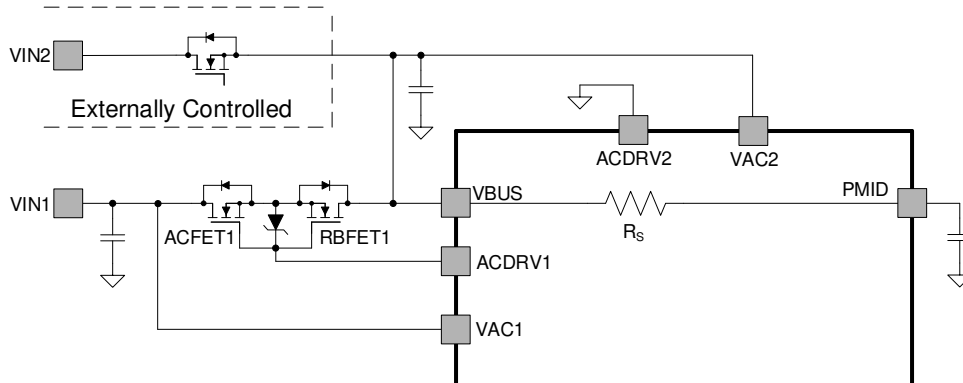 VIN2
Externally Controlled
ACDRV2
VAC2
VIN1
ACFET1
RBFET1
VBUS
RS
PMID
ACDRV1
VAC1